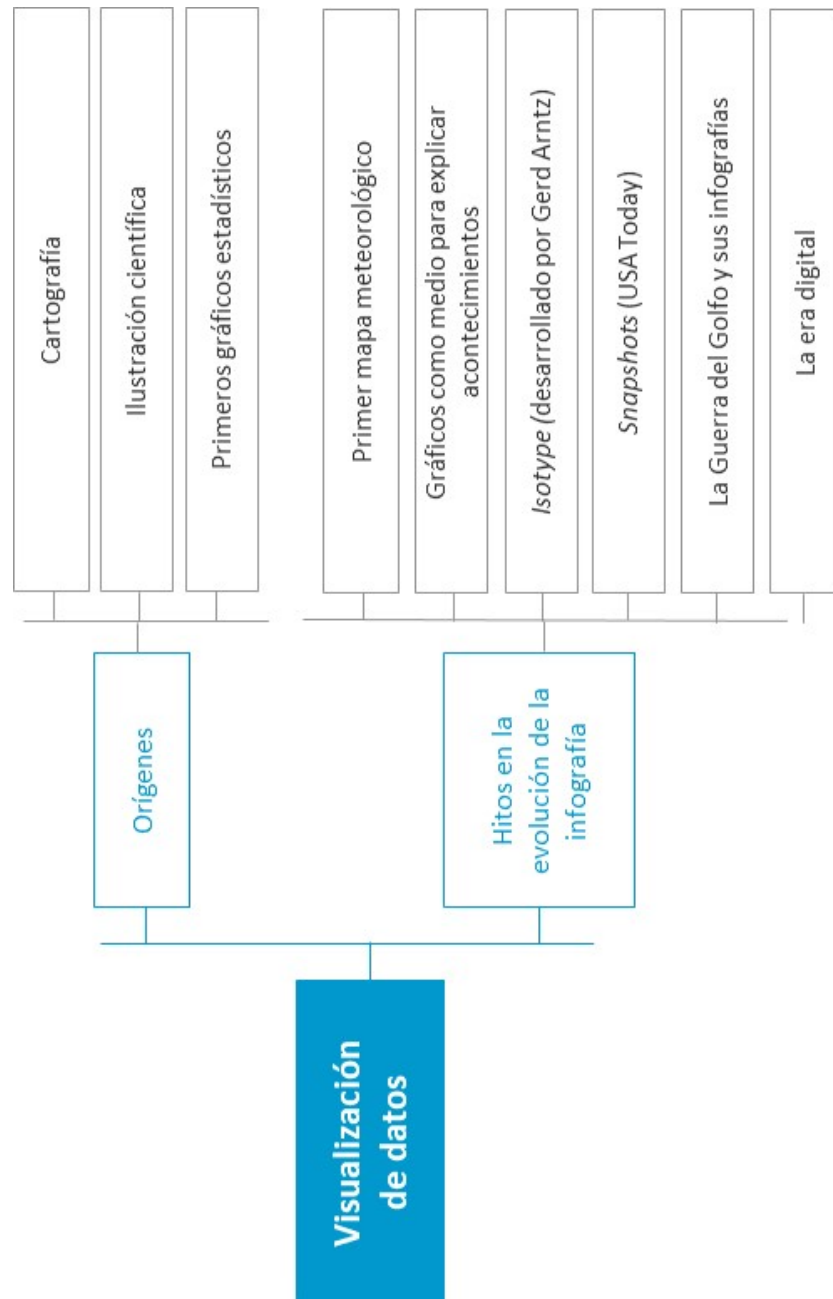 Visualización
de datos
Orígenes
Cartografía
Ilustración científica
Primeros gráficos estadísticos
Hitos en la
evolución de la
infografía
Primer mapa meteorológico
Gráficos como medio para explicar
acontecimientos
Isotype (desarrollado por Gerd Arntz)
Snapshots (USA Today)
La Guerra del Golfo y sus infografías
La era digital